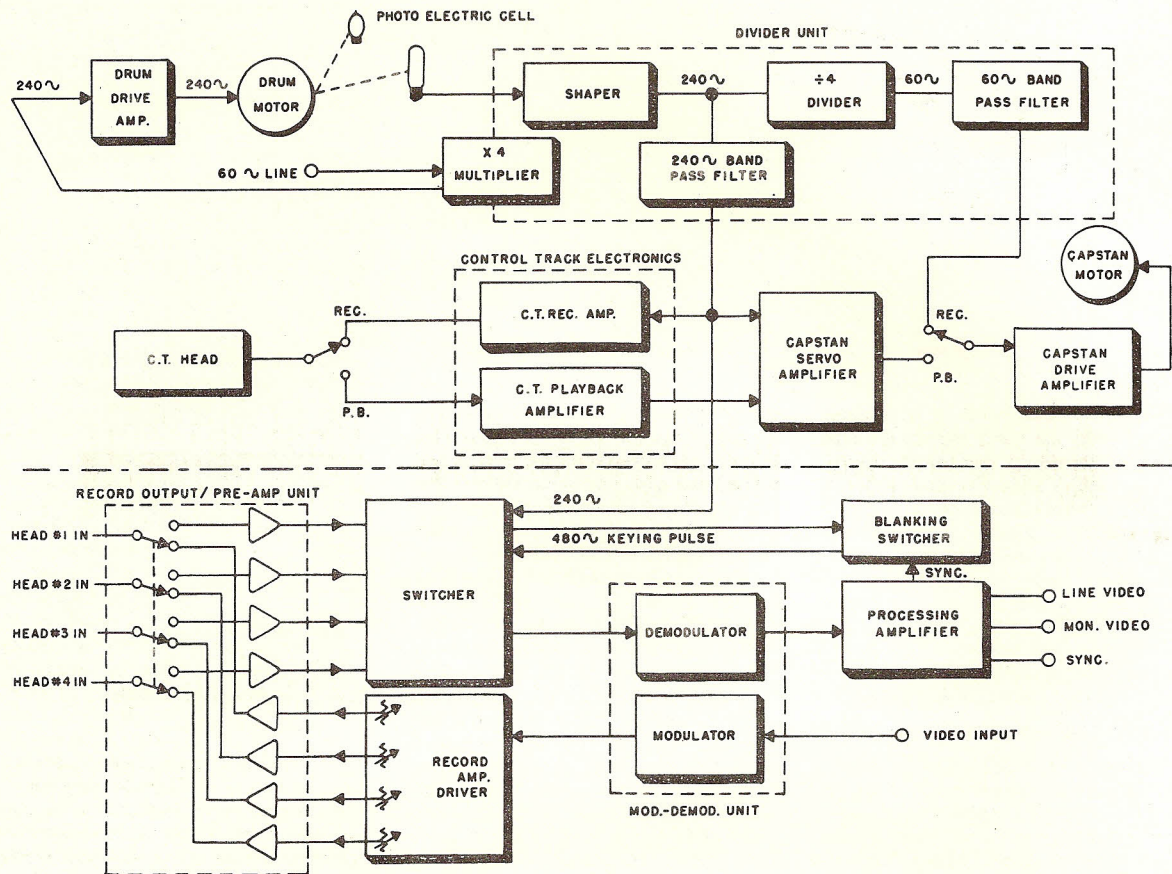 PHOTO ELECTRIC CELL
DIVIDER UNIT
240∿
DRUM
DRIVE
AMP.
240∿
DRUM
MOTOR
SHAPER
240∿
÷4
DIVIDER
60∿
60∿ BAND
PASS FILTER
60∿ LINE
X 4
MULTIPLIER
240∿ BAND
PASS FILTER
CONTROL TRACK ELECTRONICS
CAPSTAN
MOTOR
C.T. HEAD
REC.
P.B.
C.T. REC. AMP.
C.T. PLAYBACK
AMPLIFIER
CAPSTAN
SERVO
AMPLIFIER
REC.
P.B.
CAPSTAN
DRIVE
AMPLIFIER
RECORD OUTPUT/ PRE-AMP UNIT
HEAD #1 IN
HEAD #2 IN
HEAD #3 IN
HEAD #4 IN
SWITCHER
240∿
480∿ KEYING PULSE
BLANKING
SWITCHER
SYNC.
DEMODULATOR
PROCESSING
AMPLIFIER
LINE VIDEO
MON. VIDEO
SYNC.
RECORD
AMP.
DRIVER
MODULATOR
VIDEO INPUT
MOD.-DEMOD. UNIT